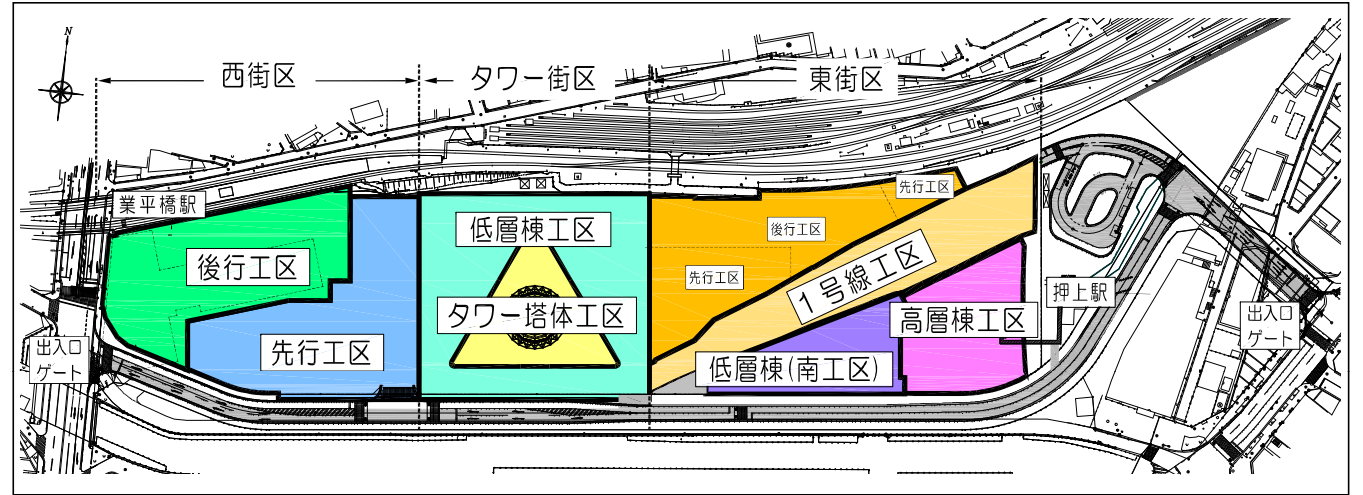 N
西街区
タワー街区
東街区
業平橋駅
後行工区
先行工区
低層棟工区
タワー塔体工区
先行工区
後行工区
先行工区
1号線工区
高層棟工区
低層棟(南工区)
押上駅
出入口
ゲート
出入口
ゲート